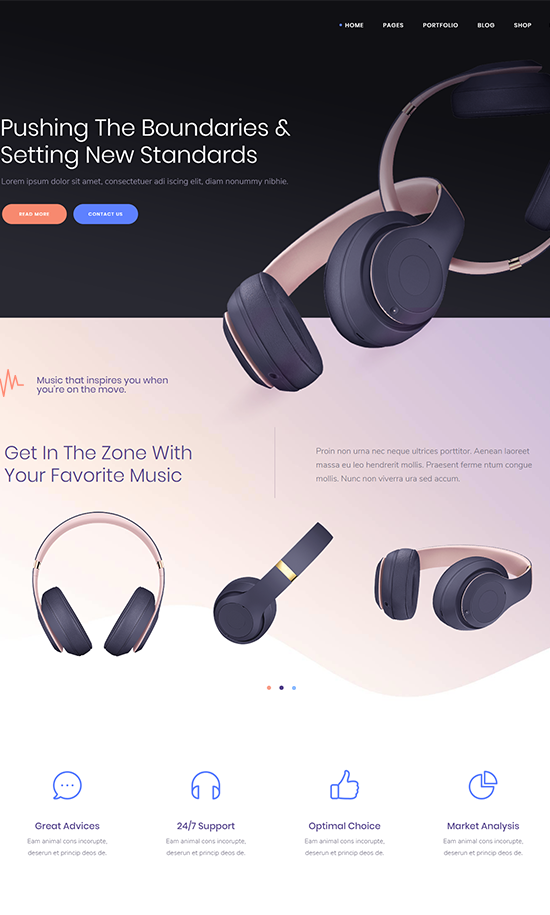 HOME PAGES PORTFOLIO BLOG SHOP
Pushing The Boundaries &
Setting New Standards
Lorem ipsum dolor sit amet, consectetuer adi iscing elit, diam nonummy nibhie.
READ MORE CONTACT US
Music that inspires you when
you're on the move.
Get In The Zone With
Your Favorite Music
Proin non urna nec neque ultrices porttitor. Aenean laoreet
massa eu leo hendrerit mollis. Praesent ferme ntum congue
mollis. Nunc non viverra ura sed accum.
Great Advices
Eam animal cons incorupte,
deserun et principp deos de.
24/7 Support
Eam animal cons incorupte,
deserun et princip deos de.
Optimal Choice
Eam animal cons incorupte,
deserun et princip deos de.
Market Analysis
Eam animal cons incorupte,
deserun et princip deos de.